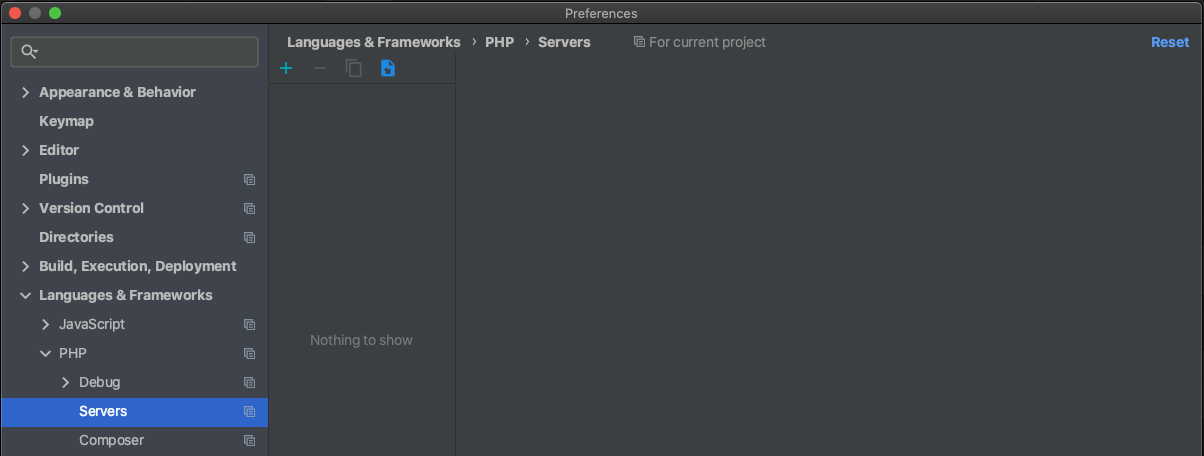 Preferences
Languages & Frameworks › PHP › Servers For current project Reset
Appearance & Behavior
Keymap
Editor
Plugins
Version Control
Directories
Build, Execution, Deployment
Languages & Frameworks
JavaScript
PHP
Debug
Servers
Composer
Nothing to show